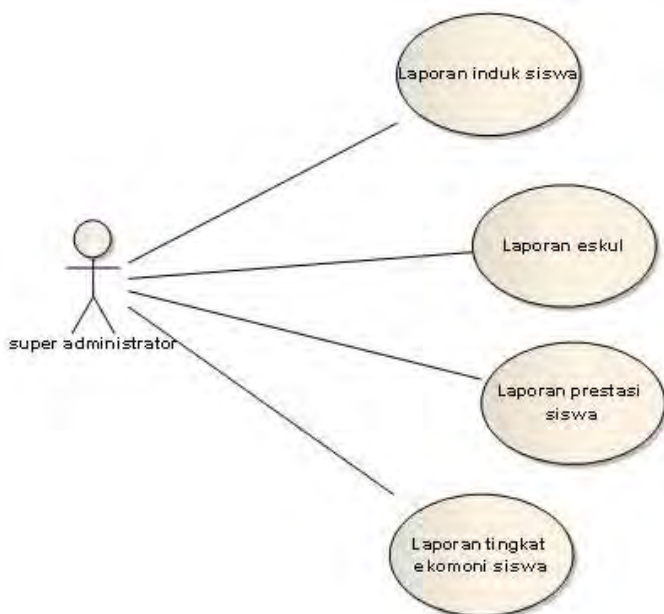 Laporan induk siswa
Laporan eskul
super administrator
Laporan prestasi
siswa
Laporan tingkat
ekomoni siswa